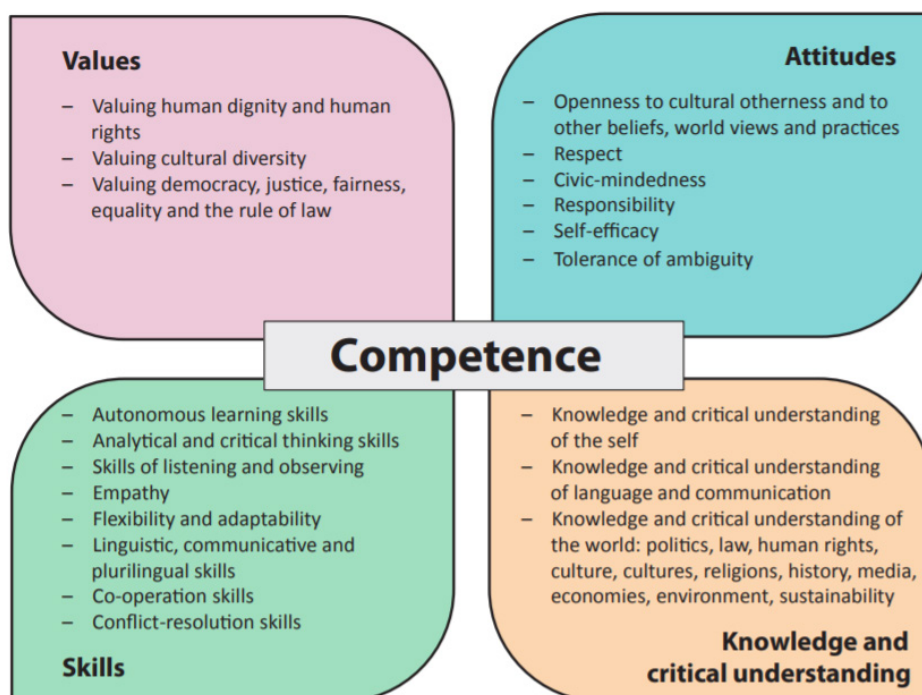 Values
– Valuing human dignity and human
rights
– Valuing cultural diversity
– Valuing democracy, justice, fairness,
equality and the rule of law
Attitudes
– Openness to cultural otherness and to
other beliefs, world views and practices
– Respect
– Civic-mindedness
– Responsibility
– Self-efficacy
– Tolerance of ambiguity
Competence
– Autonomous learning skills
– Analytical and critical thinking skills
– Skills of listening and observing
– Empathy
– Flexibility and adaptability
– Linguistic, communicative and
plurilingual skills
– Co-operation skills
– Conflict-resolution skills
Skills
– Knowledge and critical understanding
of the self
– Knowledge and critical understanding
of language and communication
– Knowledge and critical understanding of
the world: politics, law, human rights,
culture, cultures, religions, history, media,
economies, environment, sustainability
Knowledge and
critical understanding